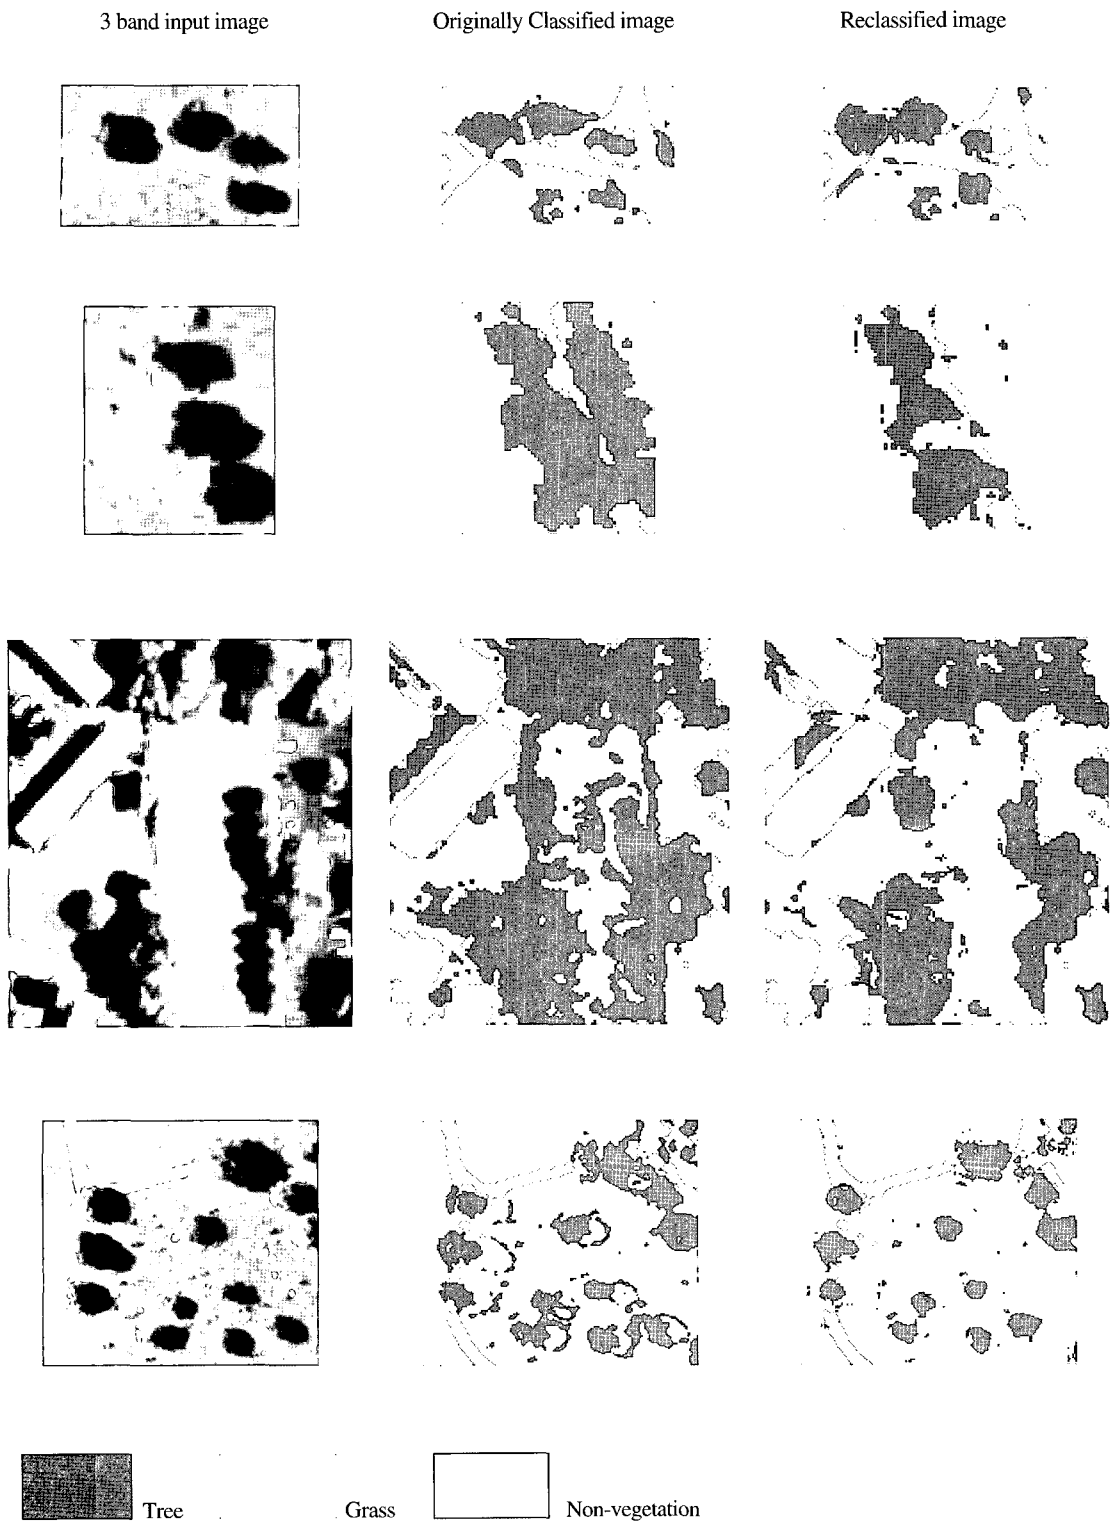 3 band input image
Originally Classified image
Reclassified image
Tree
Grass
Non-vegetation